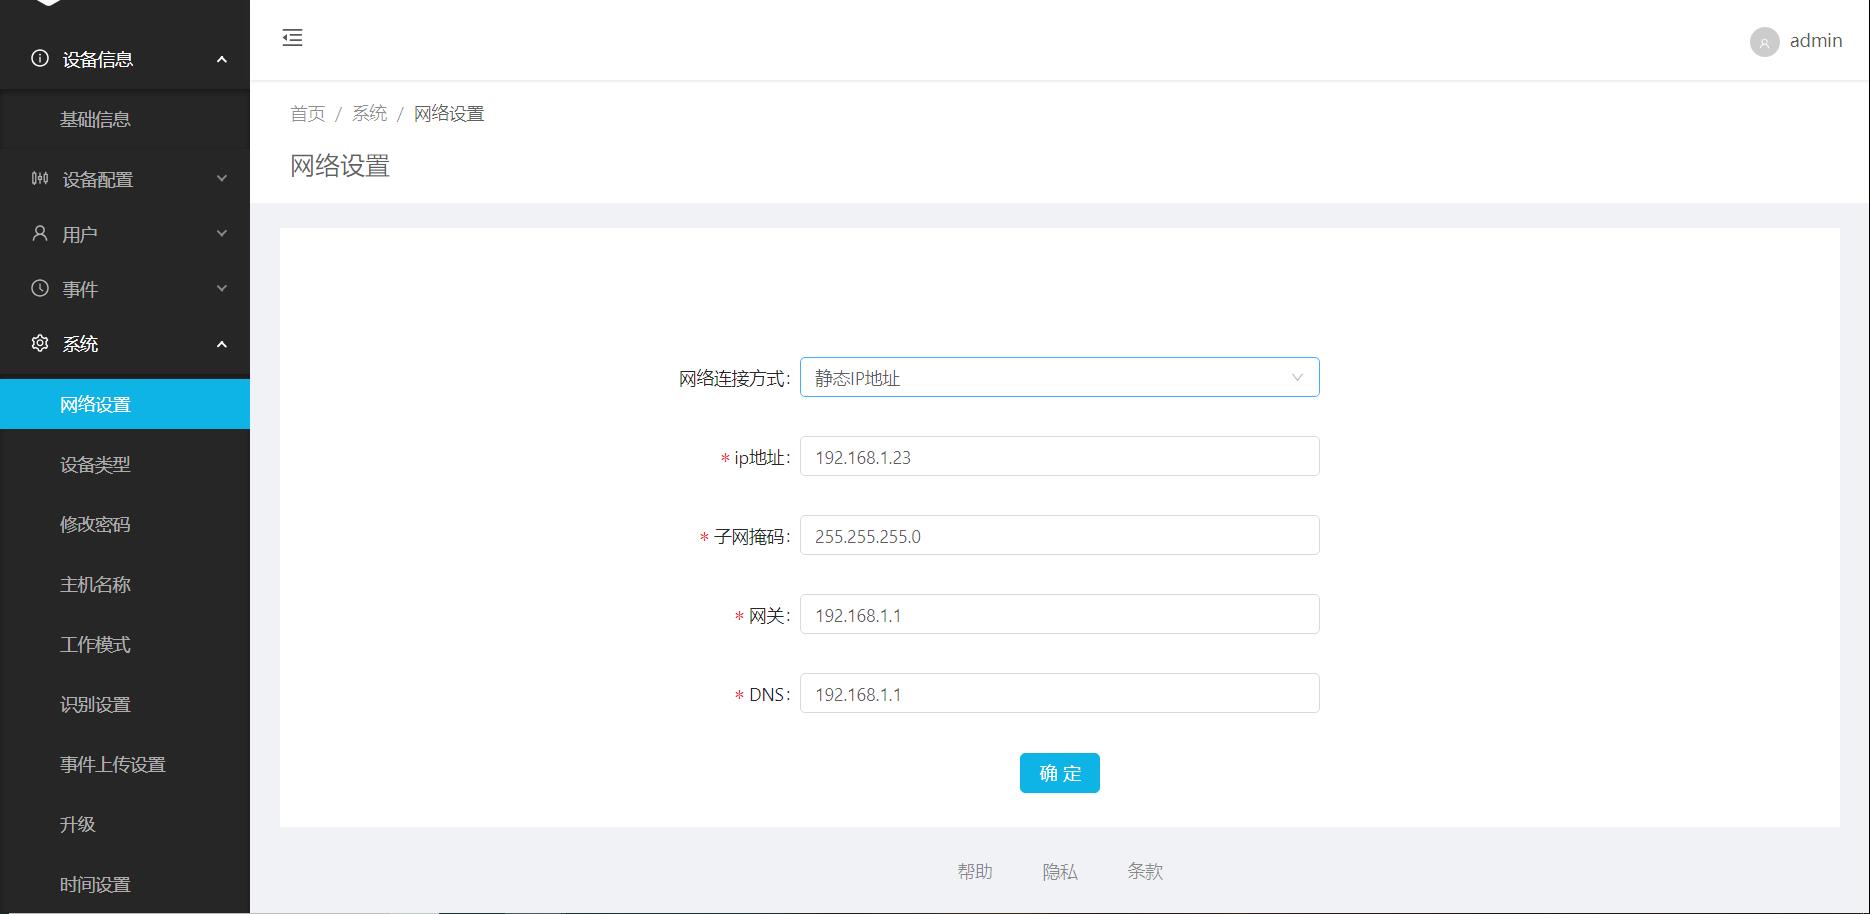 设备信息
基础信息
设备配置
用户
事件
系统
网络设置
设备类型
修改密码
主机名称
工作模式
识别设置
事件上传设置
升级
时间设置
admin
首页 / 系统 / 网络设置
网络设置
网络连接方式: 静态IP地址
* ip地址: 192.168.1.23
* 子网掩码: 255.255.255.0
* 网关: 192.168.1.1
* DNS: 192.168.1.1
确 定
帮助 隐私 条款